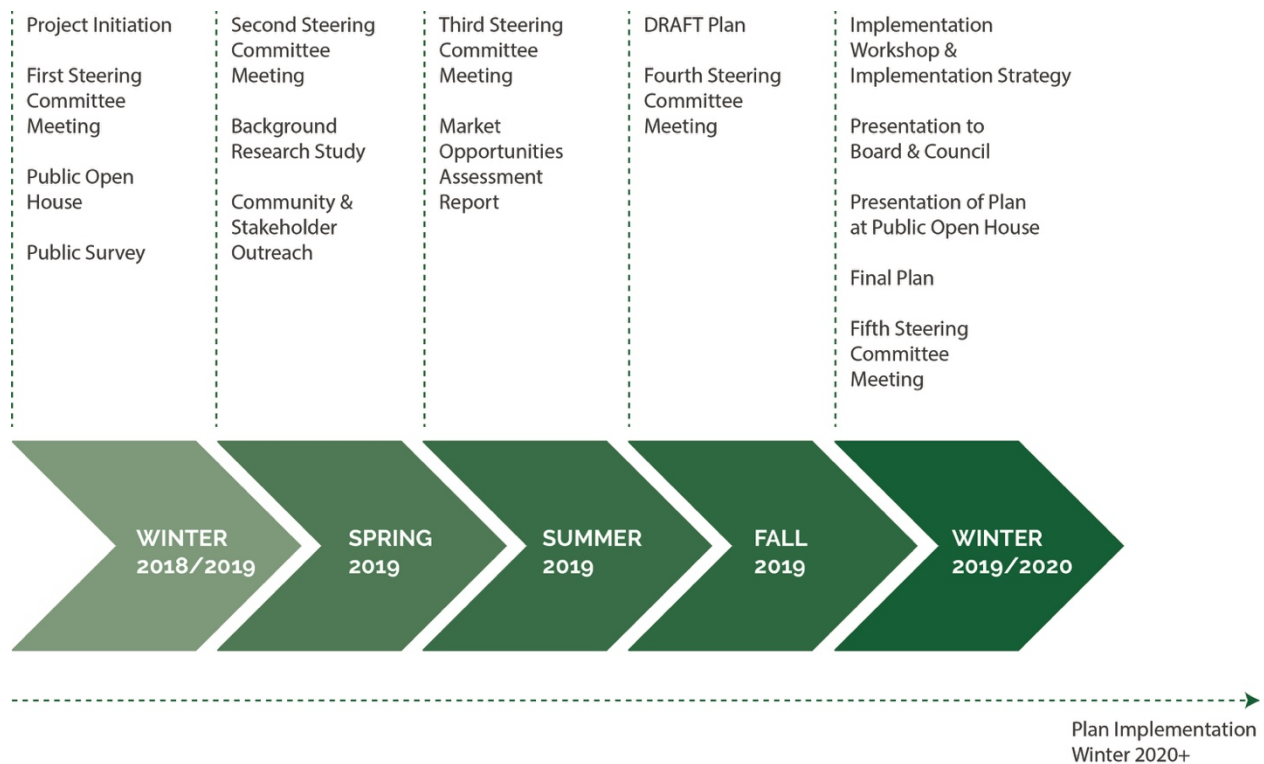 Project Initiation
First Steering
Committee
Meeting
Public Open
House
Public Survey
Second Steering
Committee
Meeting
Background
Research Study
Community &
Stakeholder
Outreach
Third Steering
Committee
Meeting
Market
Opportunities
Assessment
Report
DRAFT Plan
Fourth Steering
Committee
Meeting
Implementation
Workshop &
Implementation Strategy
Presentation to
Board & Council
Presentation of Plan
at Public Open House
Final Plan
Fifth Steering
Committee
Meeting
WINTER
2018/2019
SPRING
2019
SUMMER
2019
FALL
2019
WINTER
2019/2020
Plan Implementation
Winter 2020+